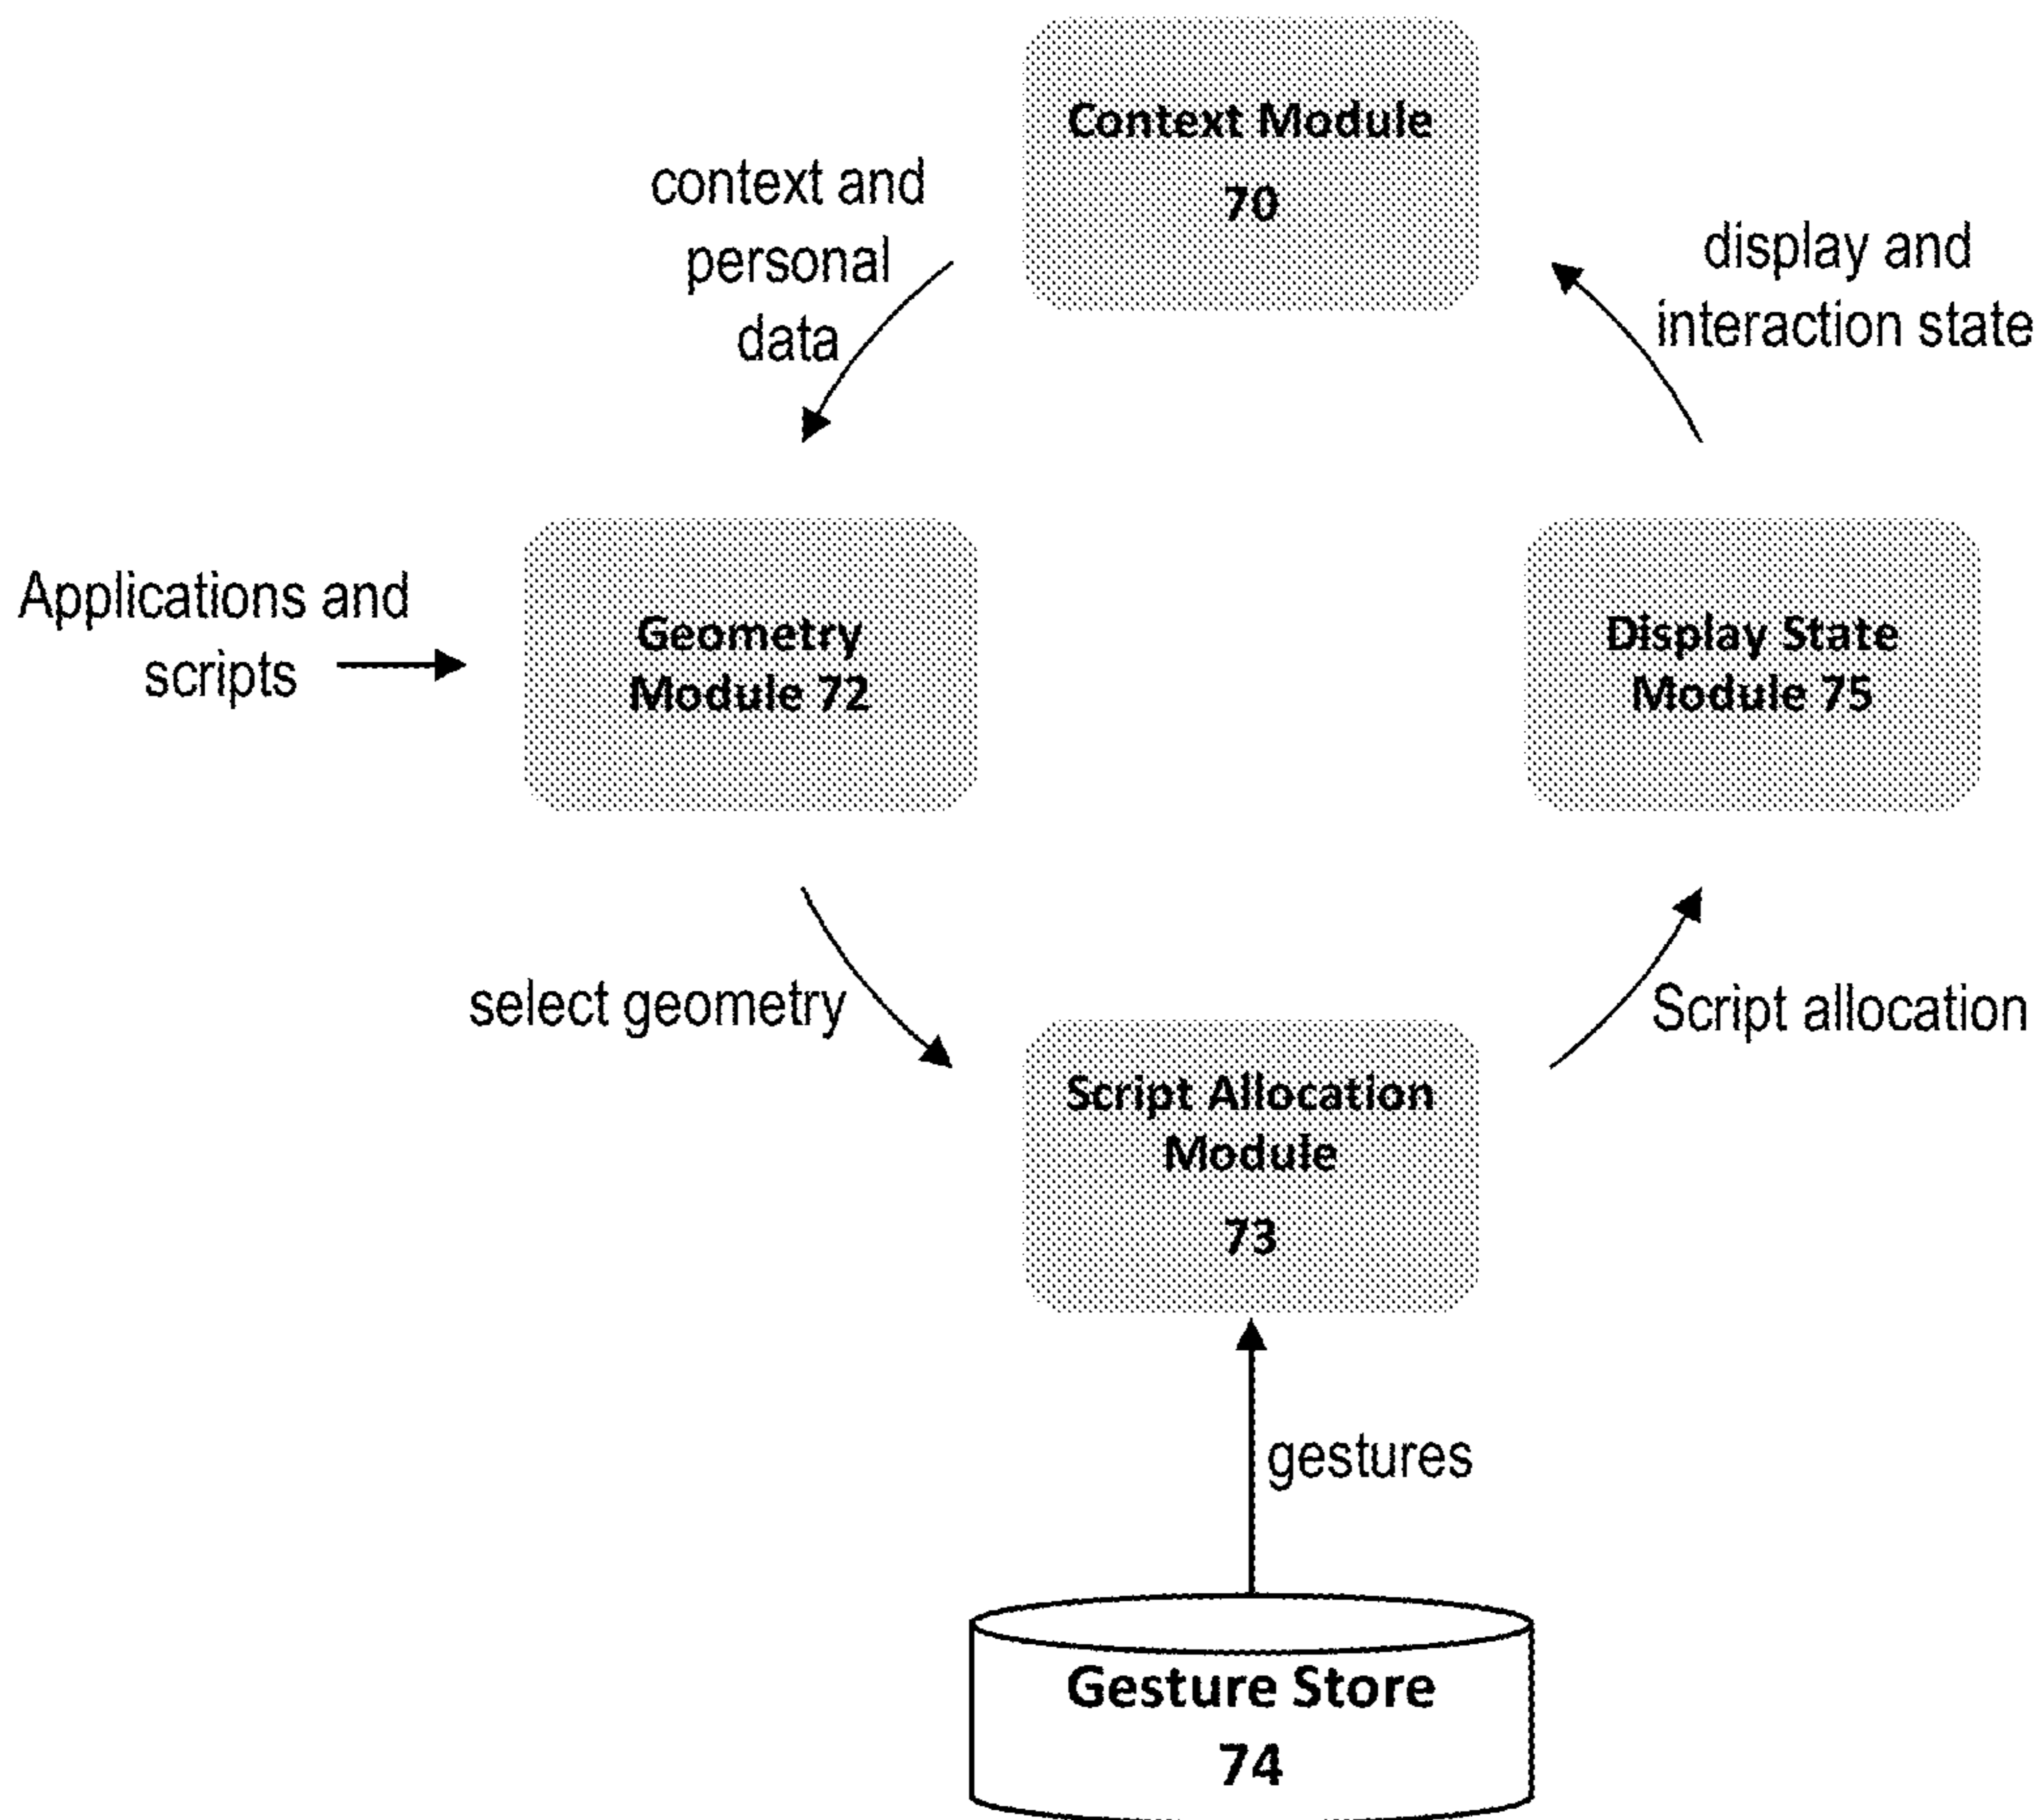 Context Module
70
context and
personal
data
display and
interaction state
Applications and
scripts
Geometry
Module 72
Display State
Module 75
select geometry
Script allocation
Script Allocation
Module
73
gestures
Gesture Store
74